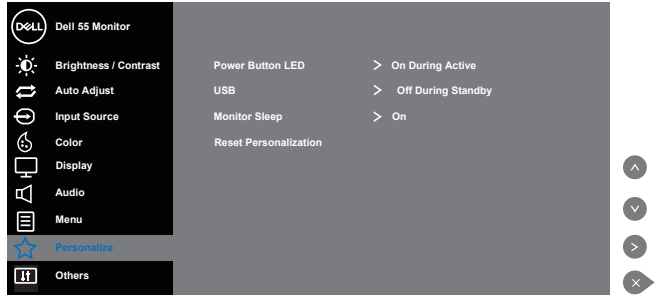 DELL Dell 55 Monitor
Brightness / Contrast Power Button LED > On During Active
Auto Adjust USB > Off During Standby
Input Source Monitor Sleep > On
Color Reset Personalization
Display
Audio
Menu
Personalize
Others